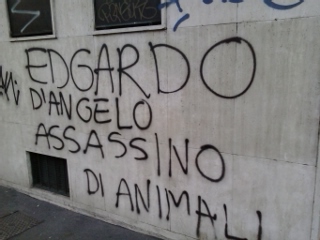 EDGARDO
D'ANGELO
ASSASSINO
DI ANIMALI